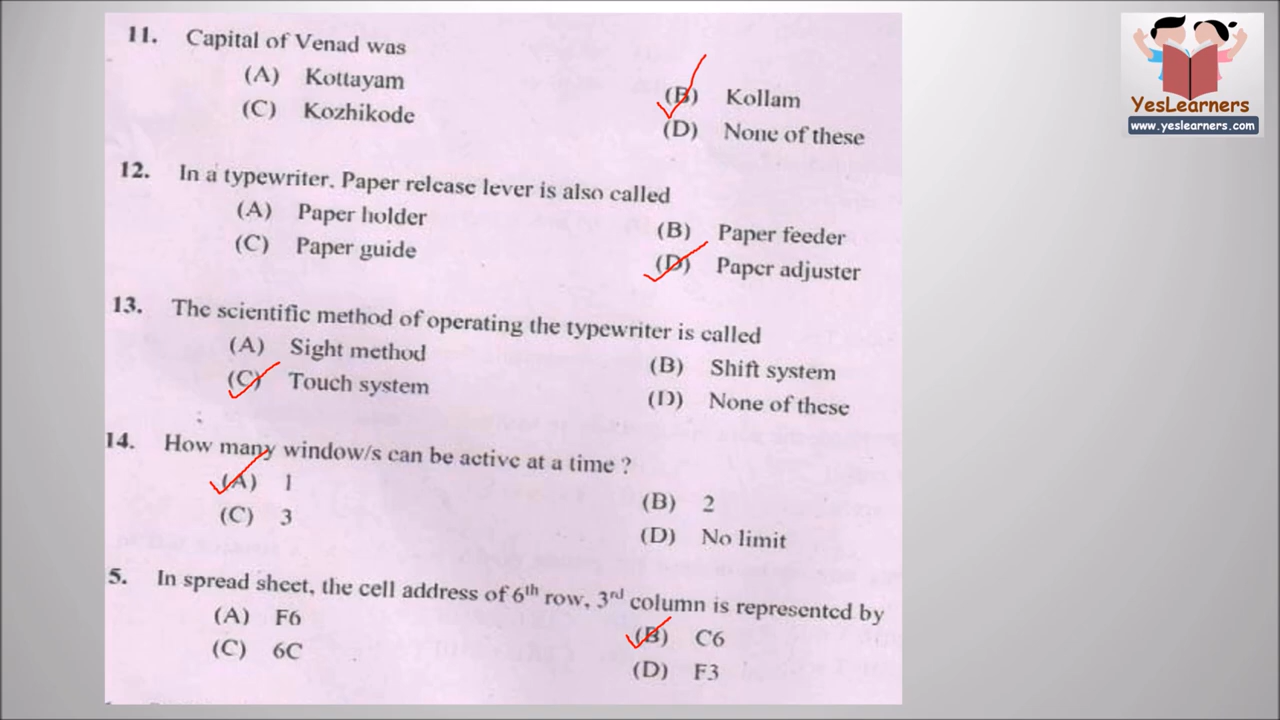 11. Capital of Venad was
(A) Kottayam
(B) Kollam
(C) Kozhikode
(D) None of these
12. In a typewriter. Paper release lever is also called
(A) Paper holder
(B) Paper feeder
(C) Paper guide
(D) Paper adjuster
13. The scientific method of operating the typewriter is called
(A) Sight method
(B) Shift system
(C) Touch system
(D) None of these
14. How many window/s can be active at a time ?
(A) 1
(B) 2
(C) 3
(D) No limit
5. In spread sheet, the cell address of 6th row, 3rd column is represented by
(A) F6
(B) C6
(C) 6C
(D) F3
YesLearners
www.yeslearners.com